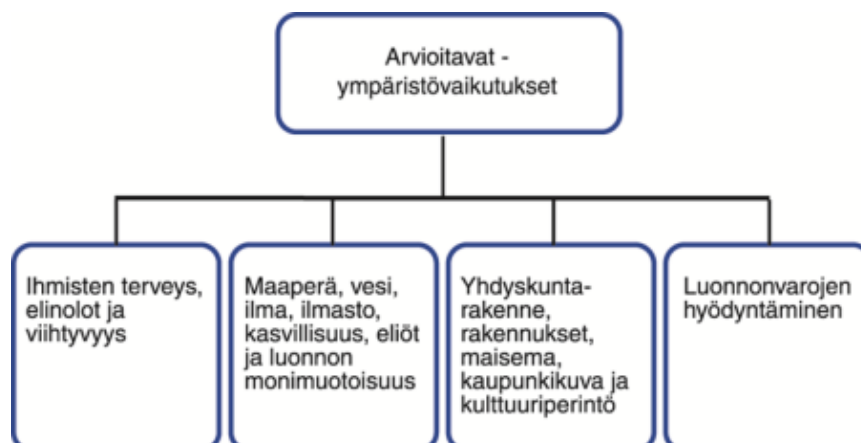 Arvioitavat -
ympäristövaikutukset
Ihmisten terveys,
elinolot ja
viihtyvyys
Maaperä, vesi,
ilma, ilmasto,
kasvillisuus, eliöt
ja luonnon
monimuotoisuus
Yhdyskunta-
rakenne,
rakennukset,
maisema,
kaupunkikuva ja
kulttuuriperintö
Luonnonvarojen
hyödyntäminen